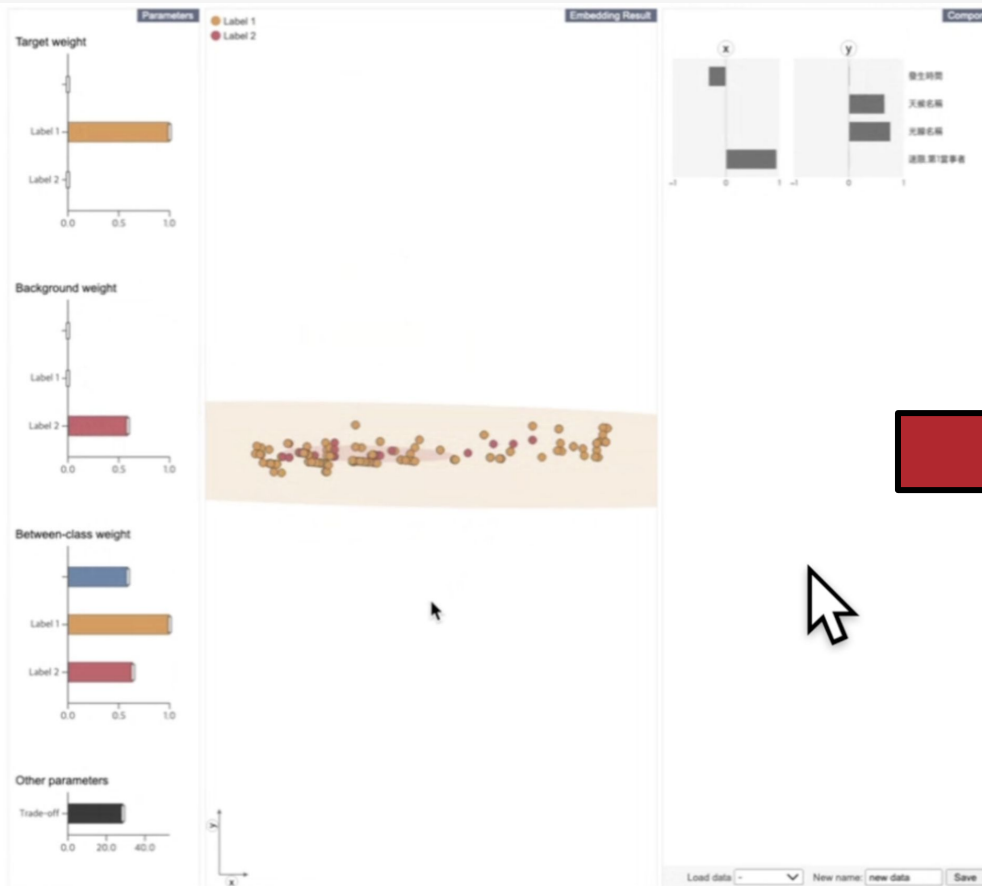 Parameters
Target weight
Label 1
Label 2
0.0 0.5 1.0
Background weight
Label 1
Label 2
0.0 0.5 1.0
Between-class weight
Label 1
Label 2
0.0 0.5 1.0
Other parameters
Trade-off
0.0 20.0 40.0
Label 1
Label 2
Embedding Result
y
x
Compo
x y
發生時間
天候名稱
光線名稱
速限_第1當事者
-1 0 1 -1 0 1
Load data - New name: new data Save